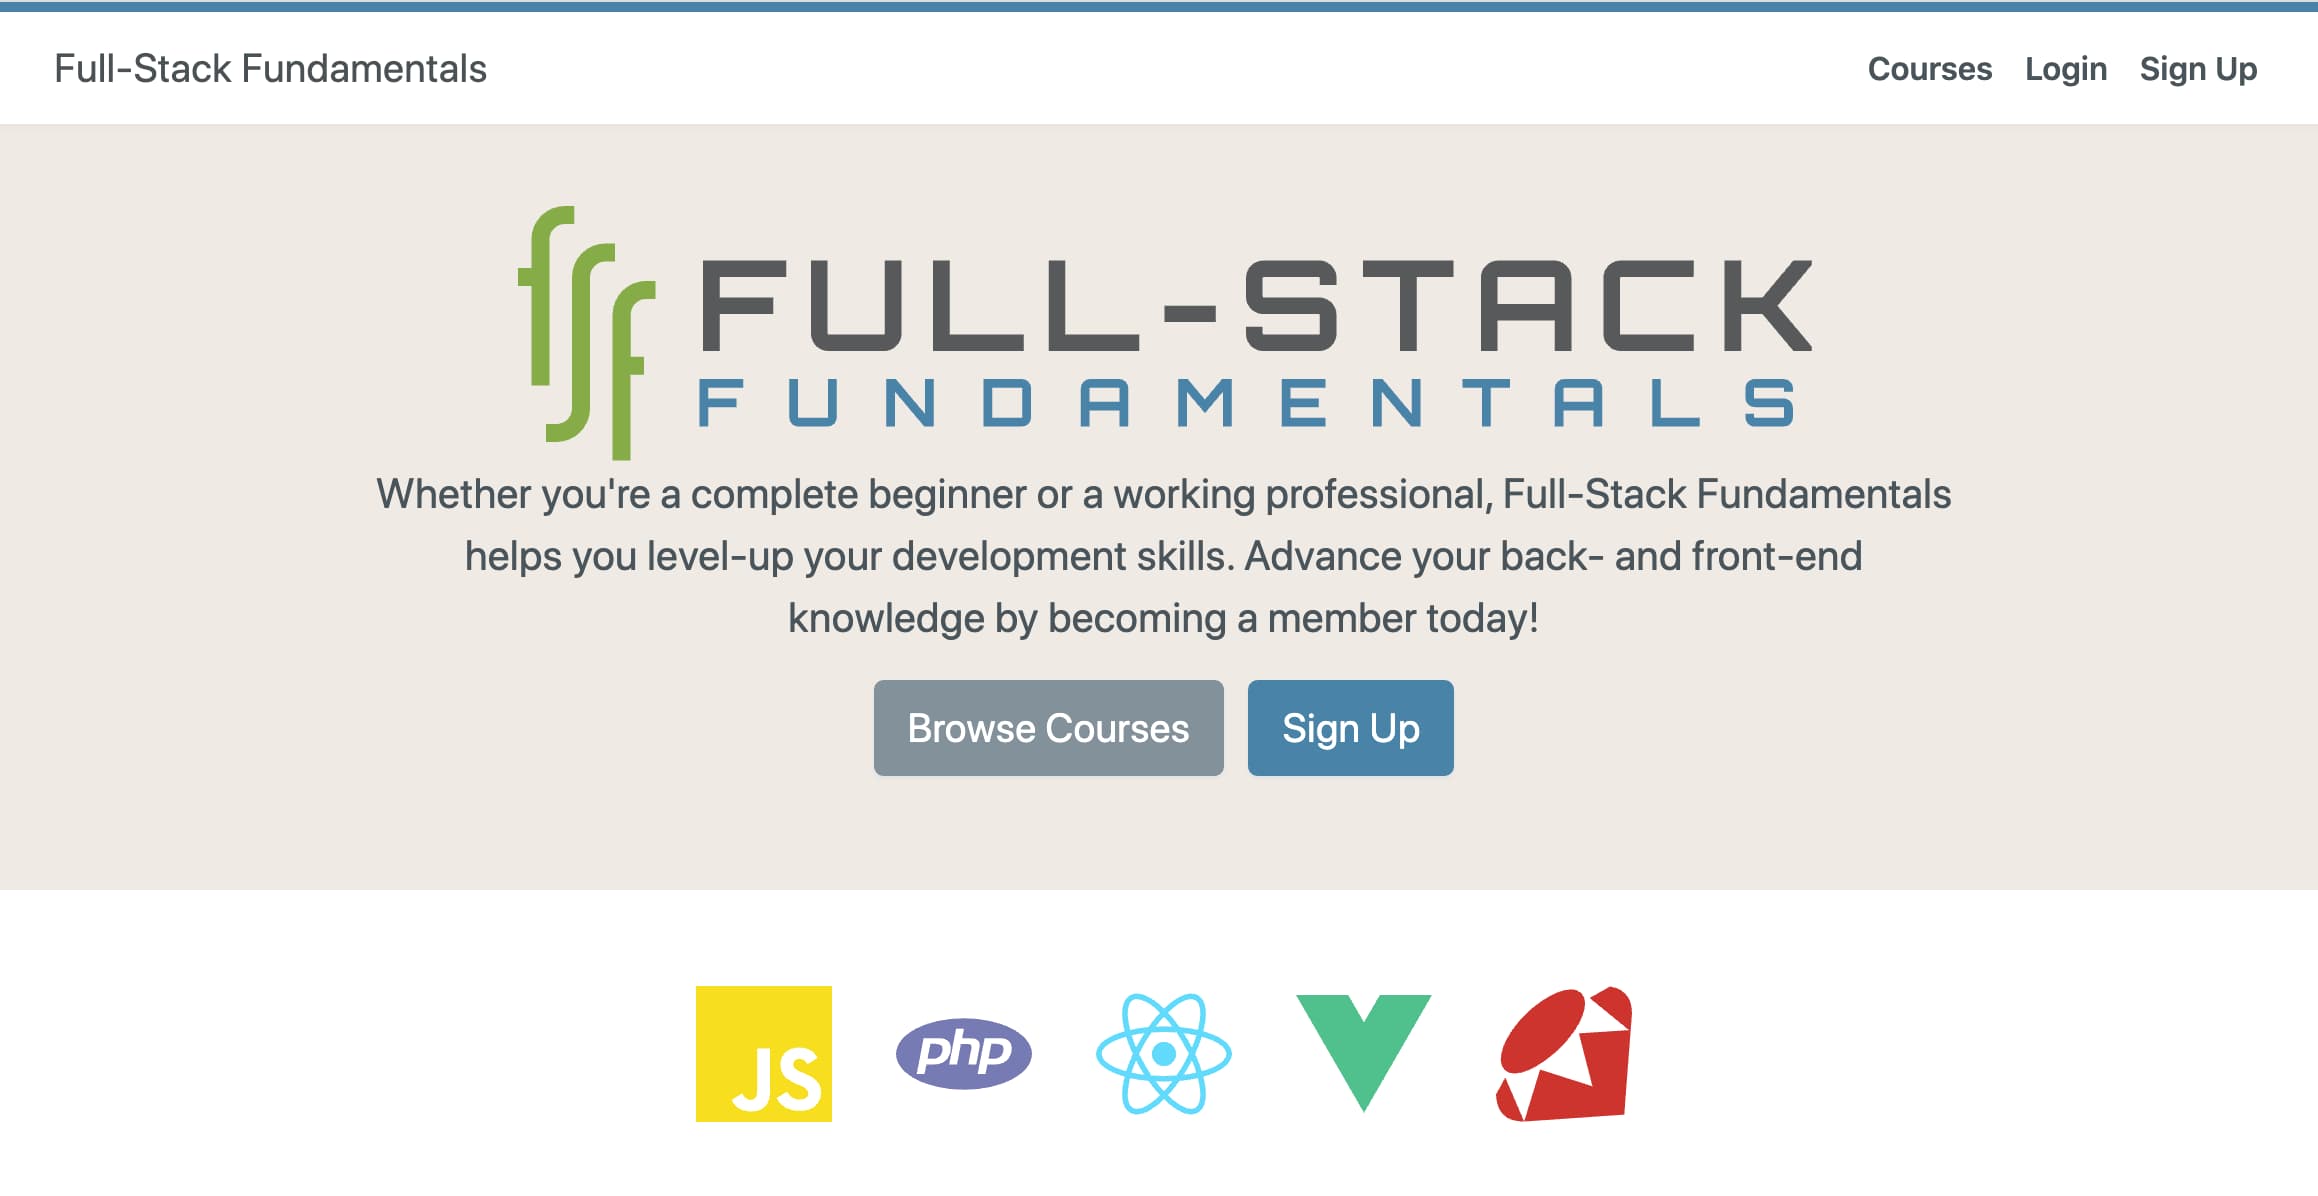 Full-Stack Fundamentals
Courses Login Sign Up
fsf
FULL-STACK
FUNDAMENTALS
Whether you're a complete beginner or a working professional, Full-Stack Fundamentals
helps you level-up your development skills. Advance your back- and front-end
knowledge by becoming a member today!
Browse Courses Sign Up
JS php